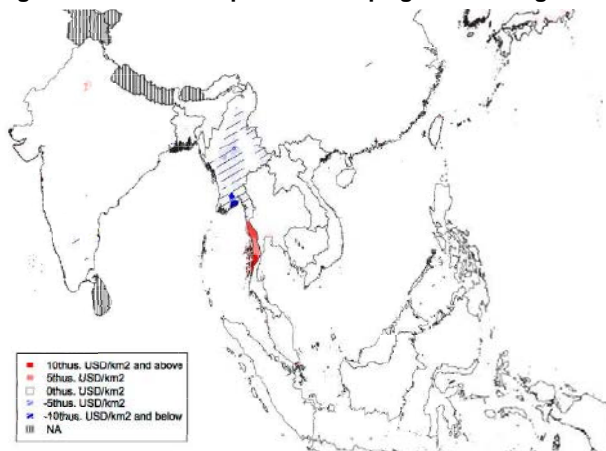 10thus. USD/km2 and above
5thus. USD/km2
0thus. USD/km2
-5thus. USD/km2
-10thus. USD/km2 and below
NA